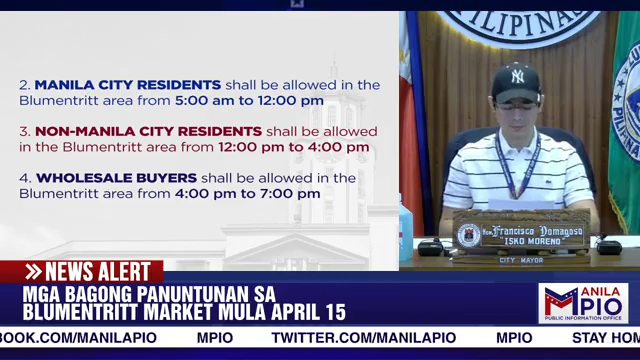 PILIPINAS
2. MANILA CITY RESIDENTS shall be allowed in the
Blumentritt area from 5:00 am to 12:00 pm
3. NON-MANILA CITY RESIDENTS shall be allowed
in the Blumentritt area from 12:00 pm to 4:00 pm
4. WHOLESALE BUYERS shall be allowed in the
Blumentritt area from 4:00 pm to 7:00 pm
Hon. Francisco Domagoso
"ISKO MORENO"
CITY MAYOR
NEWS ALERT
MGA BAGONG PANUNTUNAN SA
BLUMENTRITT MARKET MULA APRIL 15
MANILA
MPIO
PUBLIC INFORMATION OFFICE
BOOK.COM/MANILAPIO MPIO TWITTER.COM/MANILAPIO MPIO STAY HOM